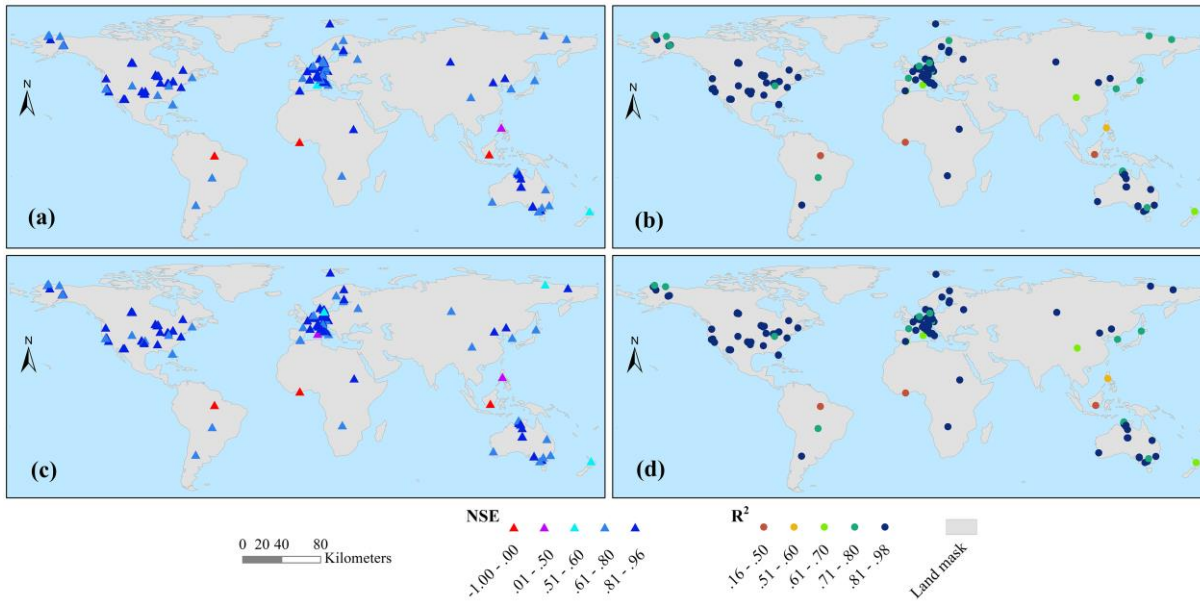 N
N
(a)
(b)
N
N
(c)
(d)
NSE
R²
0 20 40 80
Kilometers
-1.00 - .00
.01 - .50
.51 - .60
.61 - .80
.81 - .96
.16 - .50
.51 - .60
.61 - .70
.71 - .80
.81 - .98
Land mask